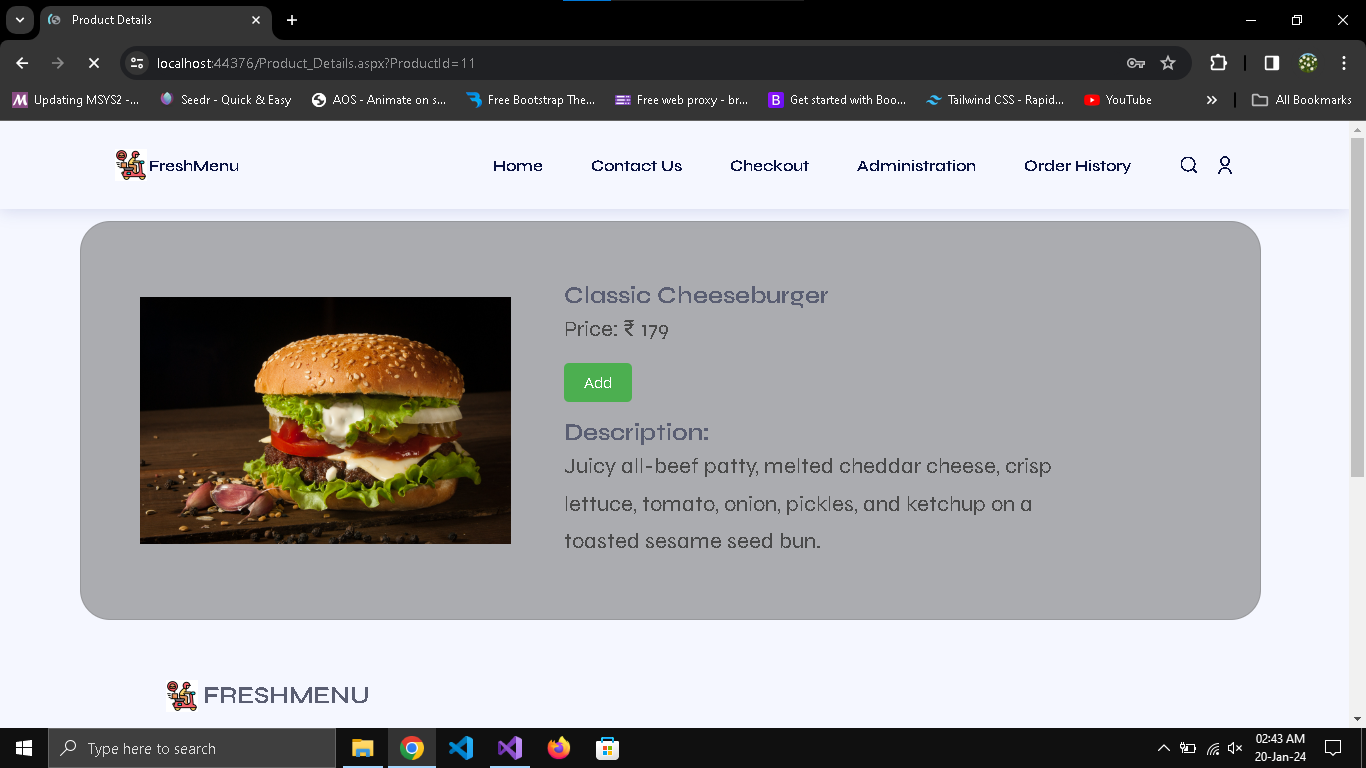 Product Details
localhost:44376/Product_Details.aspx?ProductId=11
Updating MSYS2 -...
Seedr - Quick & Easy
AOS - Animate on s...
Free Bootstrap The...
Free web proxy - br...
B
Get started with Boo...
Tailwind CSS - Rapid...
YouTube
»
All Bookmarks
FreshMenu
Home
Contact Us
Checkout
Administration
Order History
Classic Cheeseburger
Price: ₹ 179
Add
Description:
Juicy all-beef patty, melted cheddar cheese, crisp
lettuce, tomato, onion, pickles, and ketchup on a
toasted sesame seed bun.
FRESHMENU
Type here to search
02:43 AM
20-Jan-24